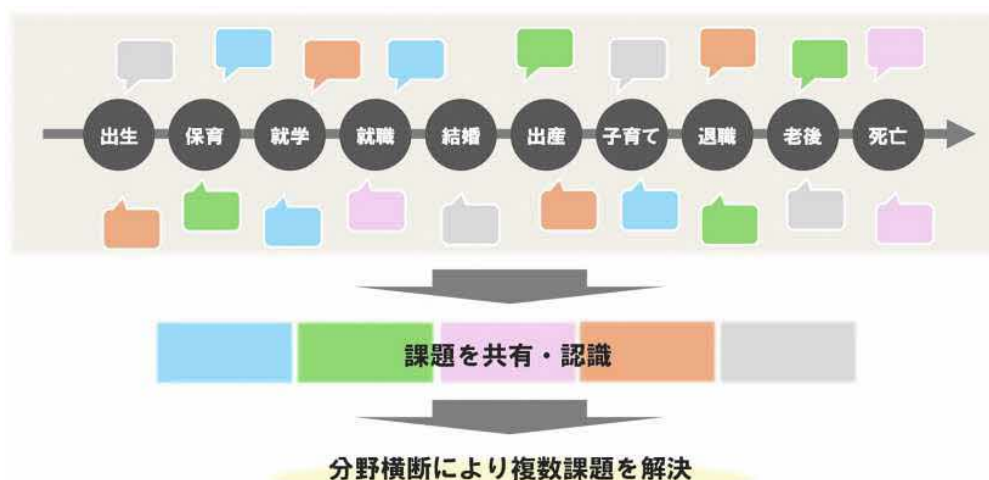 出生 保育 就学 就職 結婚 出産 子育て 退職 老後 死亡
課題を共有・認識
分野横断により複数課題を解決